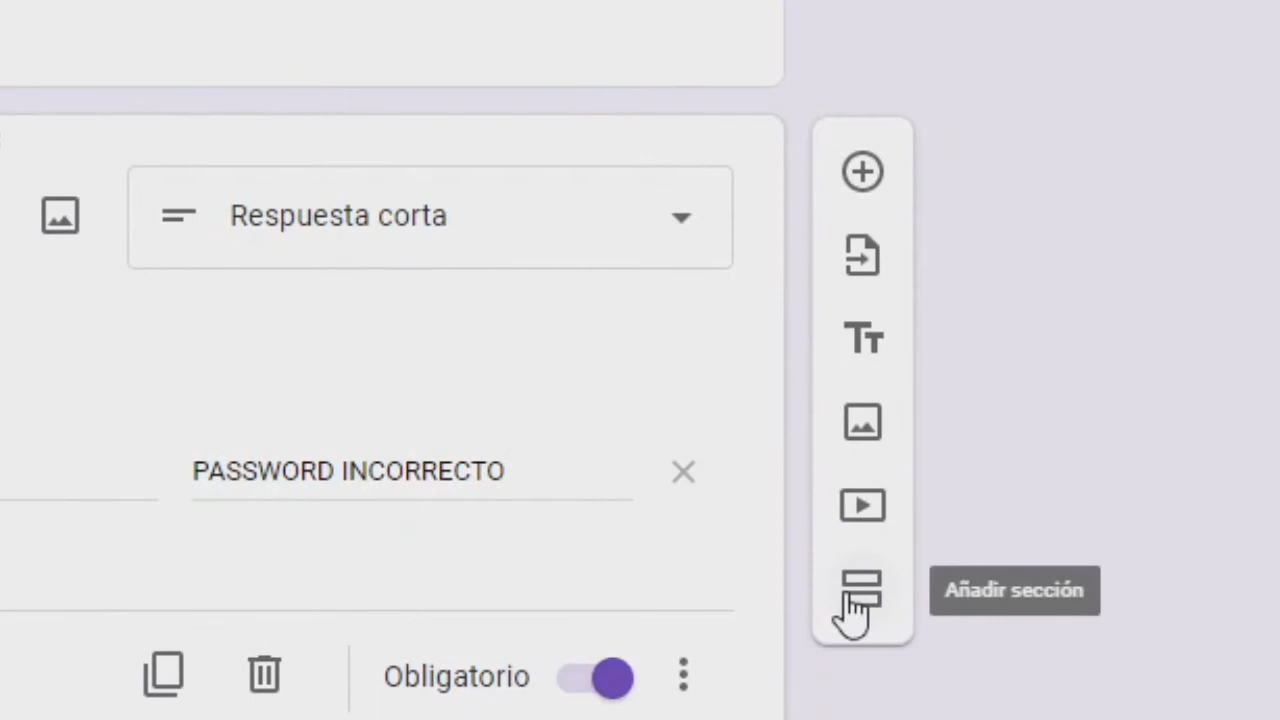 Respuesta corta
PASSWORD INCORRECTO
Añadir sección
Obligatorio